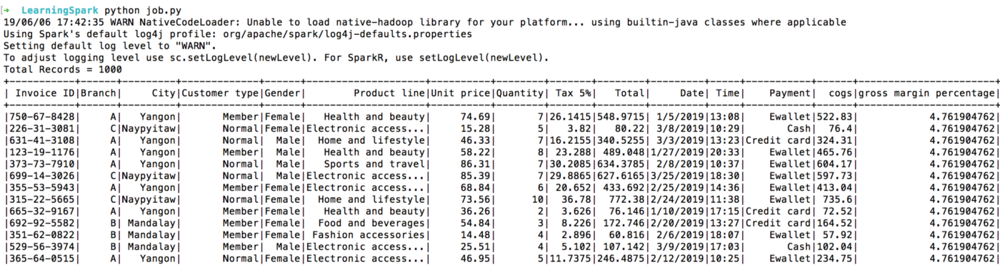 [→ LearningSpark python job.py
19/06/06 17:42:35 WARN NativeCodeLoader: Unable to load native-hadoop library for your platform... using builtin-java classes where applicable
Using Spark's default log4j profile: org/apache/spark/log4j-defaults.properties
Setting default log level to "WARN".
To adjust logging level use sc.setLogLevel(newLevel). For SparkR, use setLogLevel(newLevel).
Total Records = 1000
+-----------+------+---------+-------------+------+--------------------+----------+--------+-------+--------+---------+-----+-----------+------+-----------------------+
| Invoice ID|Branch|     City|Customer type|Gender|        Product line|Unit price|Quantity| Tax 5%|   Total|     Date| Time|    Payment|  cogs|gross margin percentage|
+-----------+------+---------+-------------+------+--------------------+----------+--------+-------+--------+---------+-----+-----------+------+-----------------------+
|750-67-8428|     A|   Yangon|       Member|Female|   Health and beauty|     74.69|       7|26.1415|548.9715| 1/5/2019|13:08|    Ewallet|522.83|            4.761904762|
|226-31-3081|     C|Naypyitaw|       Normal|Female|Electronic access...|     15.28|       5|   3.82|   80.22| 3/8/2019|10:29|       Cash|  76.4|            4.761904762|
|631-41-3108|     A|   Yangon|       Normal|  Male|  Home and lifestyle|     46.33|       7|16.2155|340.5255| 3/3/2019|13:23|Credit card|324.31|            4.761904762|
|123-19-1176|     A|   Yangon|       Member|  Male|   Health and beauty|     58.22|       8| 23.288| 489.048|1/27/2019|20:33|    Ewallet|465.76|            4.761904762|
|373-73-7910|     A|   Yangon|       Normal|  Male|   Sports and travel|     86.31|       7|30.2085|634.3785| 2/8/2019|10:37|    Ewallet|604.17|            4.761904762|
|699-14-3026|     C|Naypyitaw|       Normal|  Male|Electronic access...|     85.39|       7|29.8865|627.6165|3/25/2019|18:30|    Ewallet|597.73|            4.761904762|
|355-53-5943|     A|   Yangon|       Member|Female|Electronic access...|     68.84|       6| 20.652| 433.692|2/25/2019|14:36|    Ewallet|413.04|            4.761904762|
|315-22-5665|     C|Naypyitaw|       Normal|Female|  Home and lifestyle|     73.56|      10|  36.78|  772.38|2/24/2019|11:38|    Ewallet| 735.6|            4.761904762|
|665-32-9167|     A|   Yangon|       Member|Female|   Health and beauty|     36.26|       2|  3.626|  76.146|1/10/2019|17:15|Credit card| 72.52|            4.761904762|
|692-92-5582|     B| Mandalay|       Member|Female|  Food and beverages|     54.84|       3|  8.226| 172.746|2/20/2019|13:27|Credit card|164.52|            4.761904762|
|351-62-0822|     B| Mandalay|       Member|Female| Fashion accessories|     14.48|       4|  2.896|  60.816| 2/6/2019|18:07|    Ewallet| 57.92|            4.761904762|
|529-56-3974|     B| Mandalay|       Member|  Male|Electronic access...|     25.51|       4|  5.102| 107.142| 3/9/2019|17:03|       Cash|102.04|            4.761904762|
|365-64-0515|     A|   Yangon|       Normal|Female|Electronic access...|     46.95|       5|11.7375|246.4875|2/12/2019|10:25|    Ewallet|234.75|            4.761904762|